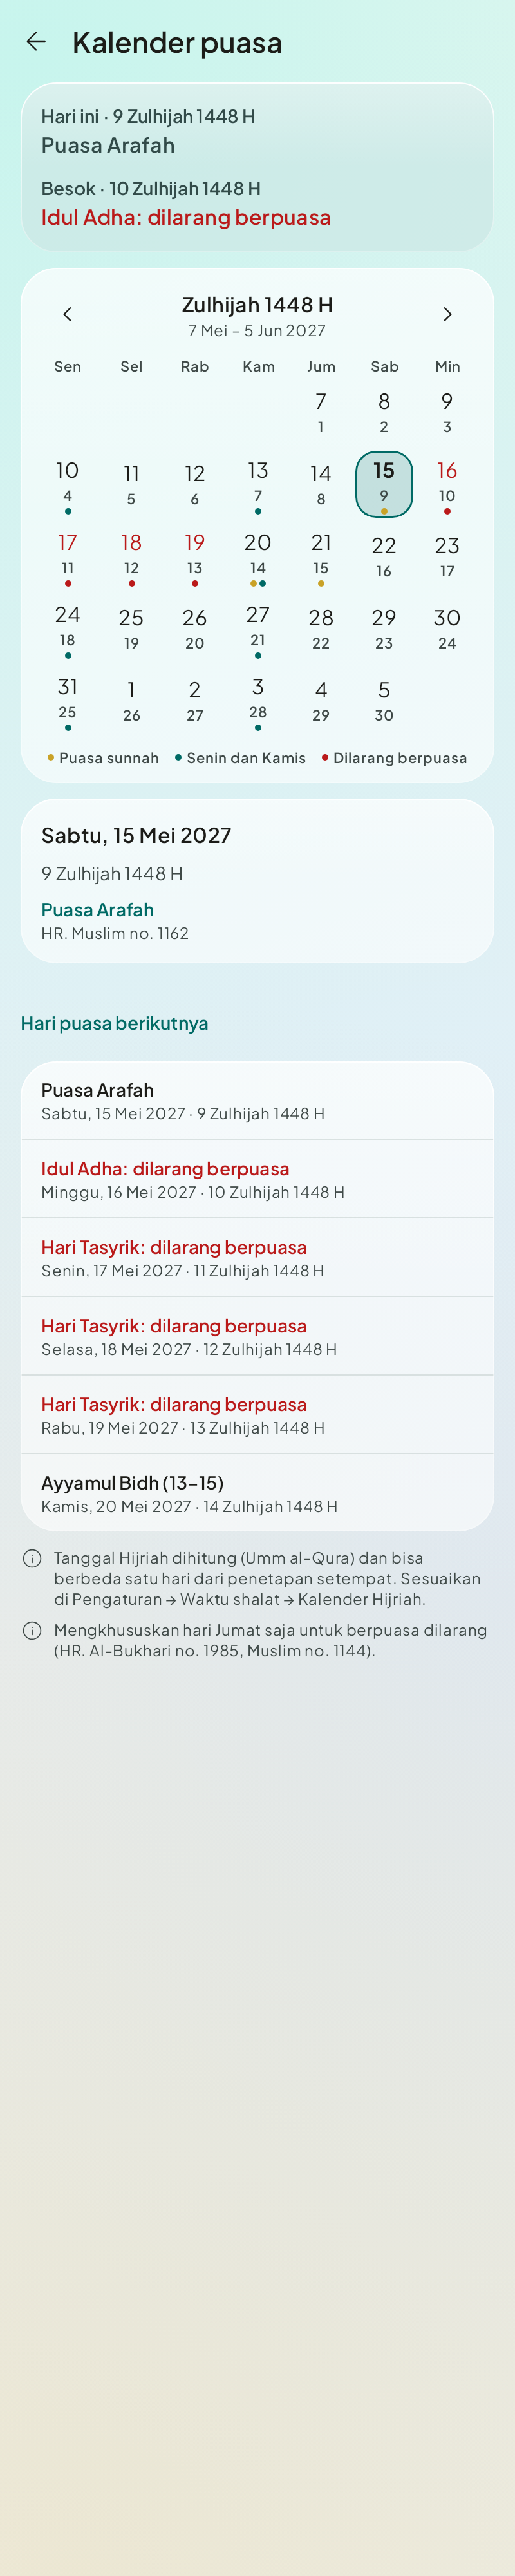 Kalender puasa
Hari ini · 9 Zulhijah 1448 H
Puasa Arafah
Besok · 10 Zulhijah 1448 H
Idul Adha: dilarang berpuasa
Zulhijah 1448 H
7 Mei – 5 Jun 2027
Sen Sel Rab Kam Jum Sab Min
7 8 9
1 2 3
10 11 12 13 14 15 16
4 5 6 7 8 9 10
17 18 19 20 21 22 23
11 12 13 14 15 16 17
24 25 26 27 28 29 30
18 19 20 21 22 23 24
31 1 2 3 4 5
25 26 27 28 29 30
Puasa sunnah Senin dan Kamis Dilarang berpuasa
Sabtu, 15 Mei 2027
9 Zulhijah 1448 H
Puasa Arafah
HR. Muslim no. 1162
Hari puasa berikutnya
Puasa Arafah
Sabtu, 15 Mei 2027 · 9 Zulhijah 1448 H
Idul Adha: dilarang berpuasa
Minggu, 16 Mei 2027 · 10 Zulhijah 1448 H
Hari Tasyrik: dilarang berpuasa
Senin, 17 Mei 2027 · 11 Zulhijah 1448 H
Hari Tasyrik: dilarang berpuasa
Selasa, 18 Mei 2027 · 12 Zulhijah 1448 H
Hari Tasyrik: dilarang berpuasa
Rabu, 19 Mei 2027 · 13 Zulhijah 1448 H
Ayyamul Bidh (13–15)
Kamis, 20 Mei 2027 · 14 Zulhijah 1448 H
Tanggal Hijriah dihitung (Umm al-Qura) dan bisa
berbeda satu hari dari penetapan setempat. Sesuaikan
di Pengaturan → Waktu shalat → Kalender Hijriah.
Mengkhususkan hari Jumat saja untuk berpuasa dilarang
(HR. Al-Bukhari no. 1985, Muslim no. 1144).